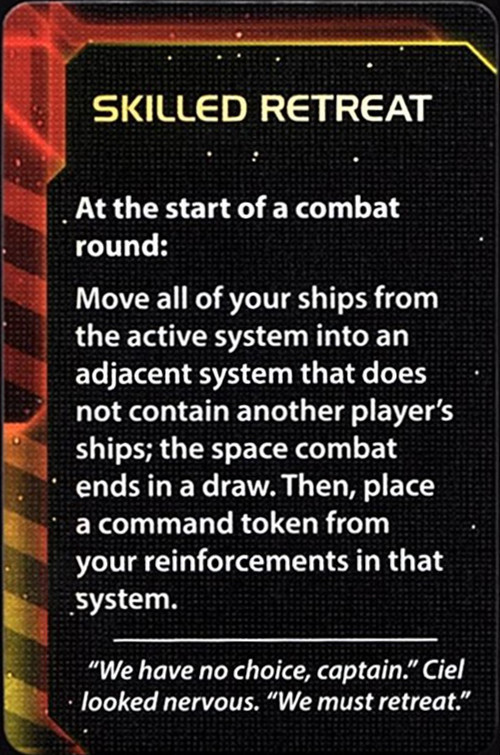 SKILLED RETREAT
At the start of a combat
round:
Move all of your ships from
the active system into an
adjacent system that does
not contain another player's
ships; the space combat
ends in a draw. Then, place
a command token from
your reinforcements in that
system.
“We have no choice, captain.” Ciel
looked nervous. “We must retreat.”